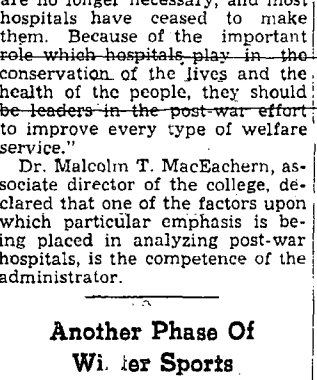 are no longer necessary, and most
hospitals have ceased to make
them. Because of the important
role which hospitals play in the
conservation of the lives and the
health of the people, they should
be leaders in the post-war effort
to improve every type of welfare
service."
Dr. Malcolm T. MacEachern, as-
sociate director of the college, de-
clared that one of the factors upon
which particular emphasis is be-
ing placed in analyzing post-war
hospitals, is the competence of the
administrator.
Another Phase Of
Winter Sports